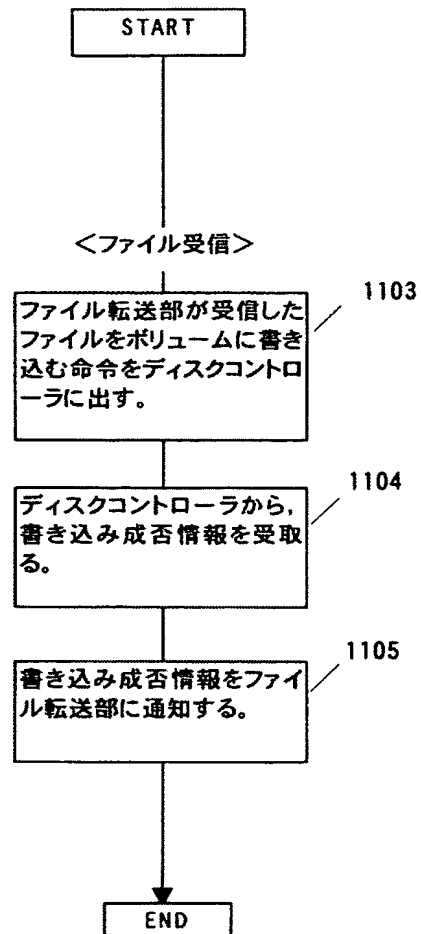 START
＜ファイル受信＞
1103
ファイル転送部が受信した
ファイルをボリュームに書き
込む命令をディスクコントロ
ーラに出す。
1104
ディスクコントローラから,
書き込み成否情報を受取
る。
1105
書き込み成否情報をファイ
ル転送部に通知する。
END